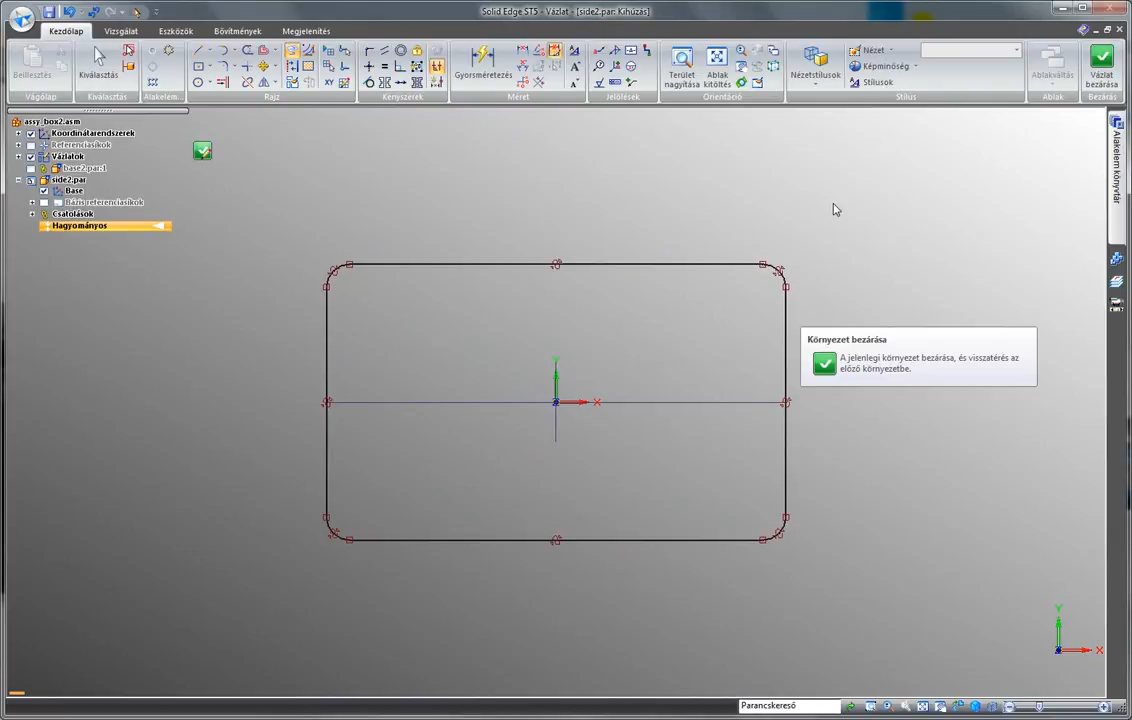 Solid Edge ST5 - Vázlat - [side2.par: Kihúzás]
Kezdőlap
Vizsgálat
Eszközök
Bővítmények
Megjelenítés
Beillesztés
Kiválasztás
Gyorsméretezés
Terület nagyítása
Ablak kitöltés
Nézetstílusok
Nézet
Képminőség
Stílusok
Ablakváltás
Vázlat bezárása
Vágólap
Kiválasztás
Alakelem...
Rajz
Kényszerek
Méret
Jelölések
Orientáció
Stílus
Ablak
Bezárás
assy_box2.asm
Koordinátarendszerek
Referenciasíkok
Vázlatok
base2.par:1
side2.par
Base
Bázis referenciasíkok
Csatolások
Hagyományos
Alakelem könyvtár
Környezet bezárása
A jelenlegi környezet bezárása, és visszatérés az
előző környezetbe.
Y
X
Y
X
Parancskereső